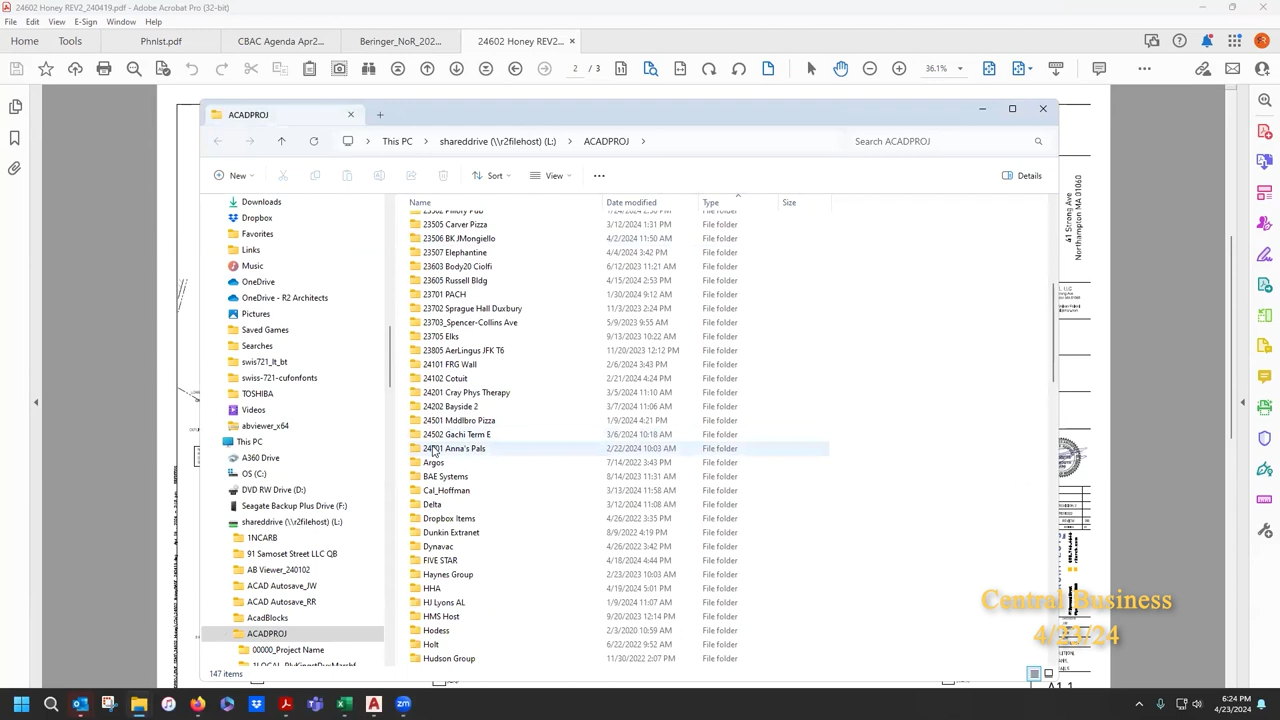 24602 Honey REV2_240419.pdf - Adobe Acrobat Pro (32-bit)
File Edit View E-Sign Window Help
Home Tools Phnlst.pdf CBAC Agenda Apr2... Beringer_NoR_202... 24602 Honey REV2...
2 / 3 36.1%
ACADPROJ
This PC shareddrive (\\r2filehost) (L:) ACADPROJ Search ACADPROJ
New Sort View Details
Name Date modified Type Size
Downloads
Dropbox
Favorites
Links
Music
OneDrive
OneDrive - R2 Architects
Pictures
Saved Games
Searches
swis721_lt_bt
swiss-721-cufonfonts
TOSHIBA
Videos
abviewer_x64
This PC
A360 Drive
OS (C:)
DVD RW Drive (D:)
Seagate Backup Plus Drive (F:)
shareddrive (\\r2filehost) (L:)
1NCARB
91 Samoset Street LLC QB
AB Viewer_240102
ACAD Autosave_JW
ACAD Autosave_RR
AcadBlocks
ACADPROJ
00000_Project Name
23505 Carver Pizza 3/12/2024 1:31 PM File folder
23506 BK JMongiello 4/2/2024 11:50 AM File folder
23507 Elephantine 4/4/2024 3:42 PM File folder
23603 Body20 Ciolfi 6/12/2023 11:21 AM File folder
23605 Russell Bldg 4/15/2024 2:53 PM File folder
23701 PACH 1/30/2024 9:12 AM File folder
23702 Sprague Hall Duxbury 11/3/2023 2:24 PM File folder
23703_Spencer-Collins Ave 5/9/2023 9:55 AM File folder
23705 Elks 9/13/2023 10:22 AM File folder
23805 AerLingus JFK T6 11/20/2023 12:12 PM File folder
24101 FRG Wall 2/6/2024 3:43 PM File folder
24102 Cotuit 2/21/2024 4:24 PM File folder
24201 Cray Phys Therapy 3/5/2024 11:10 AM File folder
24202 Bayside 2 3/7/2024 11:06 AM File folder
24501 Mddlbro Pizza 1/9/2024 4:21 PM File folder
24502 Gachi Term E 3/6/2024 10:18 AM File folder
Anna's Pals 2/22/2024 10:03 AM File folder
Argos 7/14/2022 3:43 PM File folder
BAE Systems 8/14/2023 11:31 AM File folder
Cal_Hoffman 3/13/2024 11:58 AM File folder
Delta 3/12/2024 11:08 AM File folder
Dropbox Items 4/26/2022 3:35 PM File folder
Dunkin Extranet 8/9/2022 4:19 PM File folder
Dynavac 4/26/2022 3:42 PM File folder
FIVE STAR 4/18/2024 4:44 PM File folder
Haynes Group 2/23/2023 10:03 AM File folder
HHA 4/19/2024 5:01 PM File folder
HJ Lyons AL 1/9/2024 11:07 AM File folder
HMS Host 9/20/2023 12:14 PM File folder
Hodess 2/3/2020 10:59 AM File folder
Holt 6/22/2022 9:52 AM File folder
Hudson Group 11/30/2022 2:07 PM File folder
147 items
41 Strong Ave
Northampton MA 01060
Central Business
4/23/24
A1.1
6:24 PM
4/23/2024